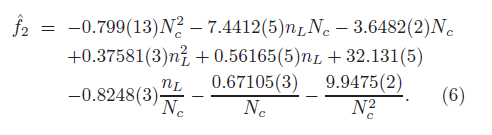 f̂₂ = −0.799(13)N_c² − 7.4412(5)n_L N_c − 3.6482(2)N_c
+0.37581(3)n_L² + 0.56165(5)n_L + 32.131(5)
−0.8248(3) n_L/N_c − 0.67105(3)/N_c − 9.9475(2)/N_c². (6)